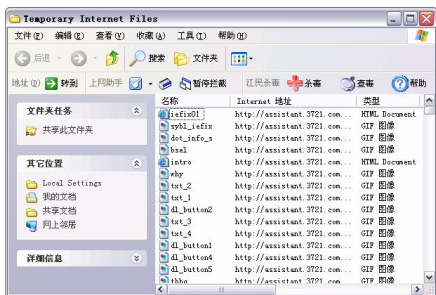 Temporary Internet Files
文件(F) 编辑(E) 查看(V) 收藏(A) 工具(T) 帮助(H)
后退 搜索 文件夹
地址(D) 转到 上网助手 暂停拦截 江民杀毒 杀毒 查毒 帮助
文件夹任务
共享此文件夹
其它位置
Local Settings
我的文档
共享文档
网上邻居
详细信息
名称 Internet 地址 类型
iefix01 http://assistant.3721.com... HTML Document
zybl_iefix http://assistant.3721.com... GIF 图像
dot_info_s http://assistant.3721.com... GIF 图像
bsel http://assistant.3721.com... GIF 图像
intro http://assistant.3721.com... HTML Document
why http://assistant.3721.com... GIF 图像
txt_2 http://assistant.3721.com... GIF 图像
txt_1 http://assistant.3721.com... GIF 图像
dl_button2 http://assistant.3721.com... GIF 图像
txt_3 http://assistant.3721.com... GIF 图像
txt_4 http://assistant.3721.com... GIF 图像
dl_button1 http://assistant.3721.com... GIF 图像
dl_button4 http://assistant.3721.com... GIF 图像
dl_button5 http://assistant.3721.com... GIF 图像
http://assistant.3721.com... GIF 图像